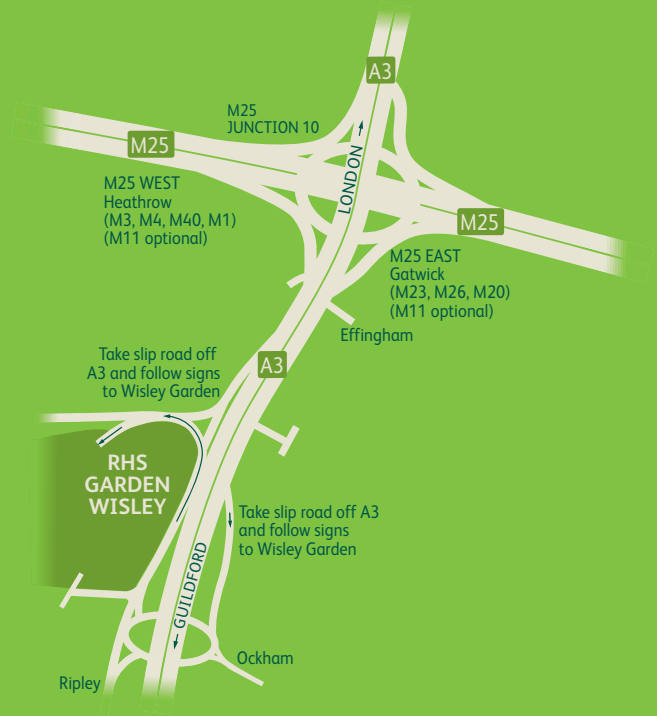 A3
M25
JUNCTION 10
M25
LONDON
M25 WEST
Heathrow
(M3, M4, M40, M1)
(M11 optional)
M25
M25 EAST
Gatwick
(M23, M26, M20)
(M11 optional)
Effingham
Take slip road off
A3 and follow signs
to Wisley Garden
A3
RHS
GARDEN
WISLEY
Take slip road off A3
and follow signs
to Wisley Garden
GUILDFORD
Ockham
Ripley